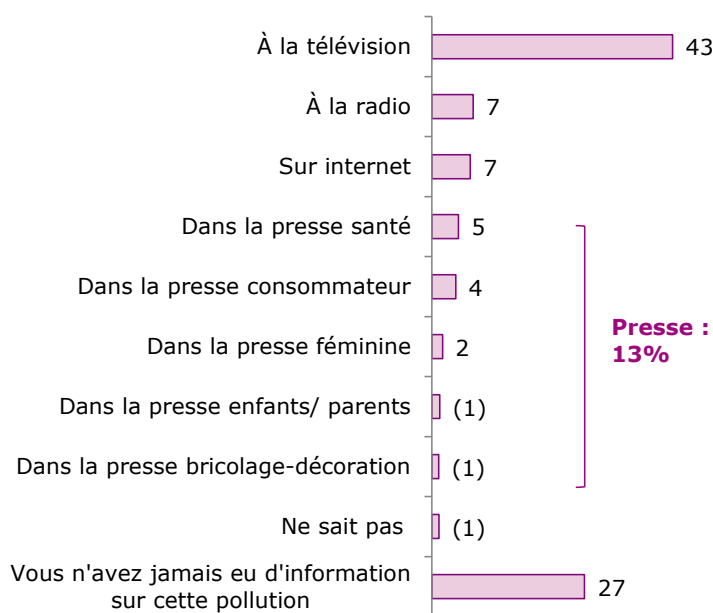 À la télévision 43
À la radio 7
Sur internet 7
Dans la presse santé 5
Dans la presse consommateur 4
Dans la presse féminine 2
Dans la presse enfants/ parents (1)
Dans la presse bricolage-décoration (1)
Presse :
13%
Ne sait pas (1)
Vous n'avez jamais eu d'information
sur cette pollution 27